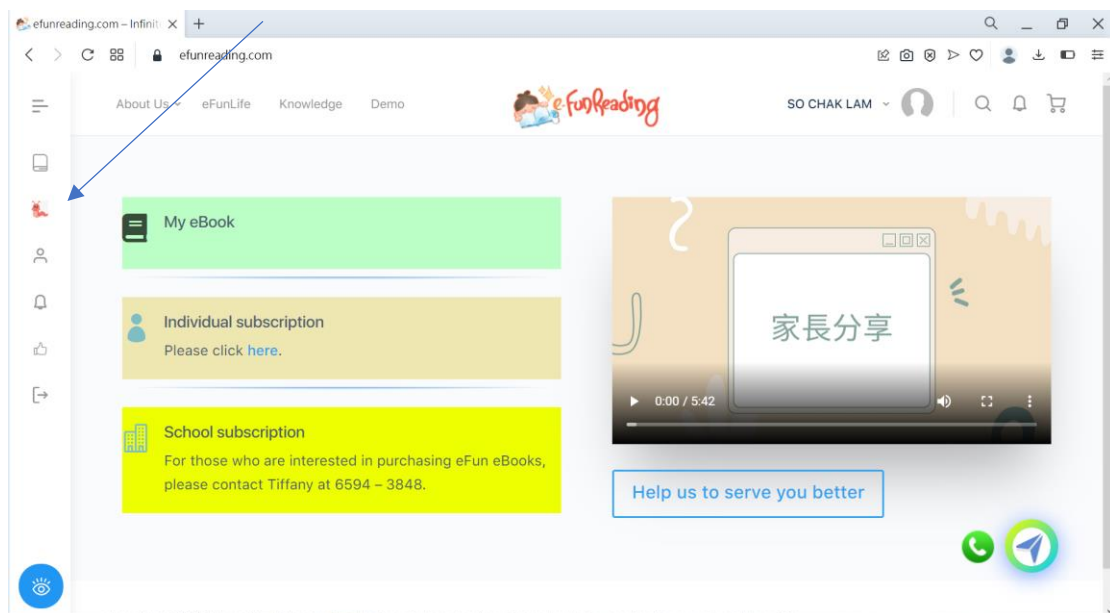 efunreading.com – Infinit
efunreading.com
About Us
eFunLife
Knowledge
Demo
e-FunReading
SO CHAK LAM
My eBook
Individual subscription
Please click here.
School subscription
For those who are interested in purchasing eFun eBooks,
please contact Tiffany at 6594 – 3848.
家長分享
0:00 / 5:42
Help us to serve you better